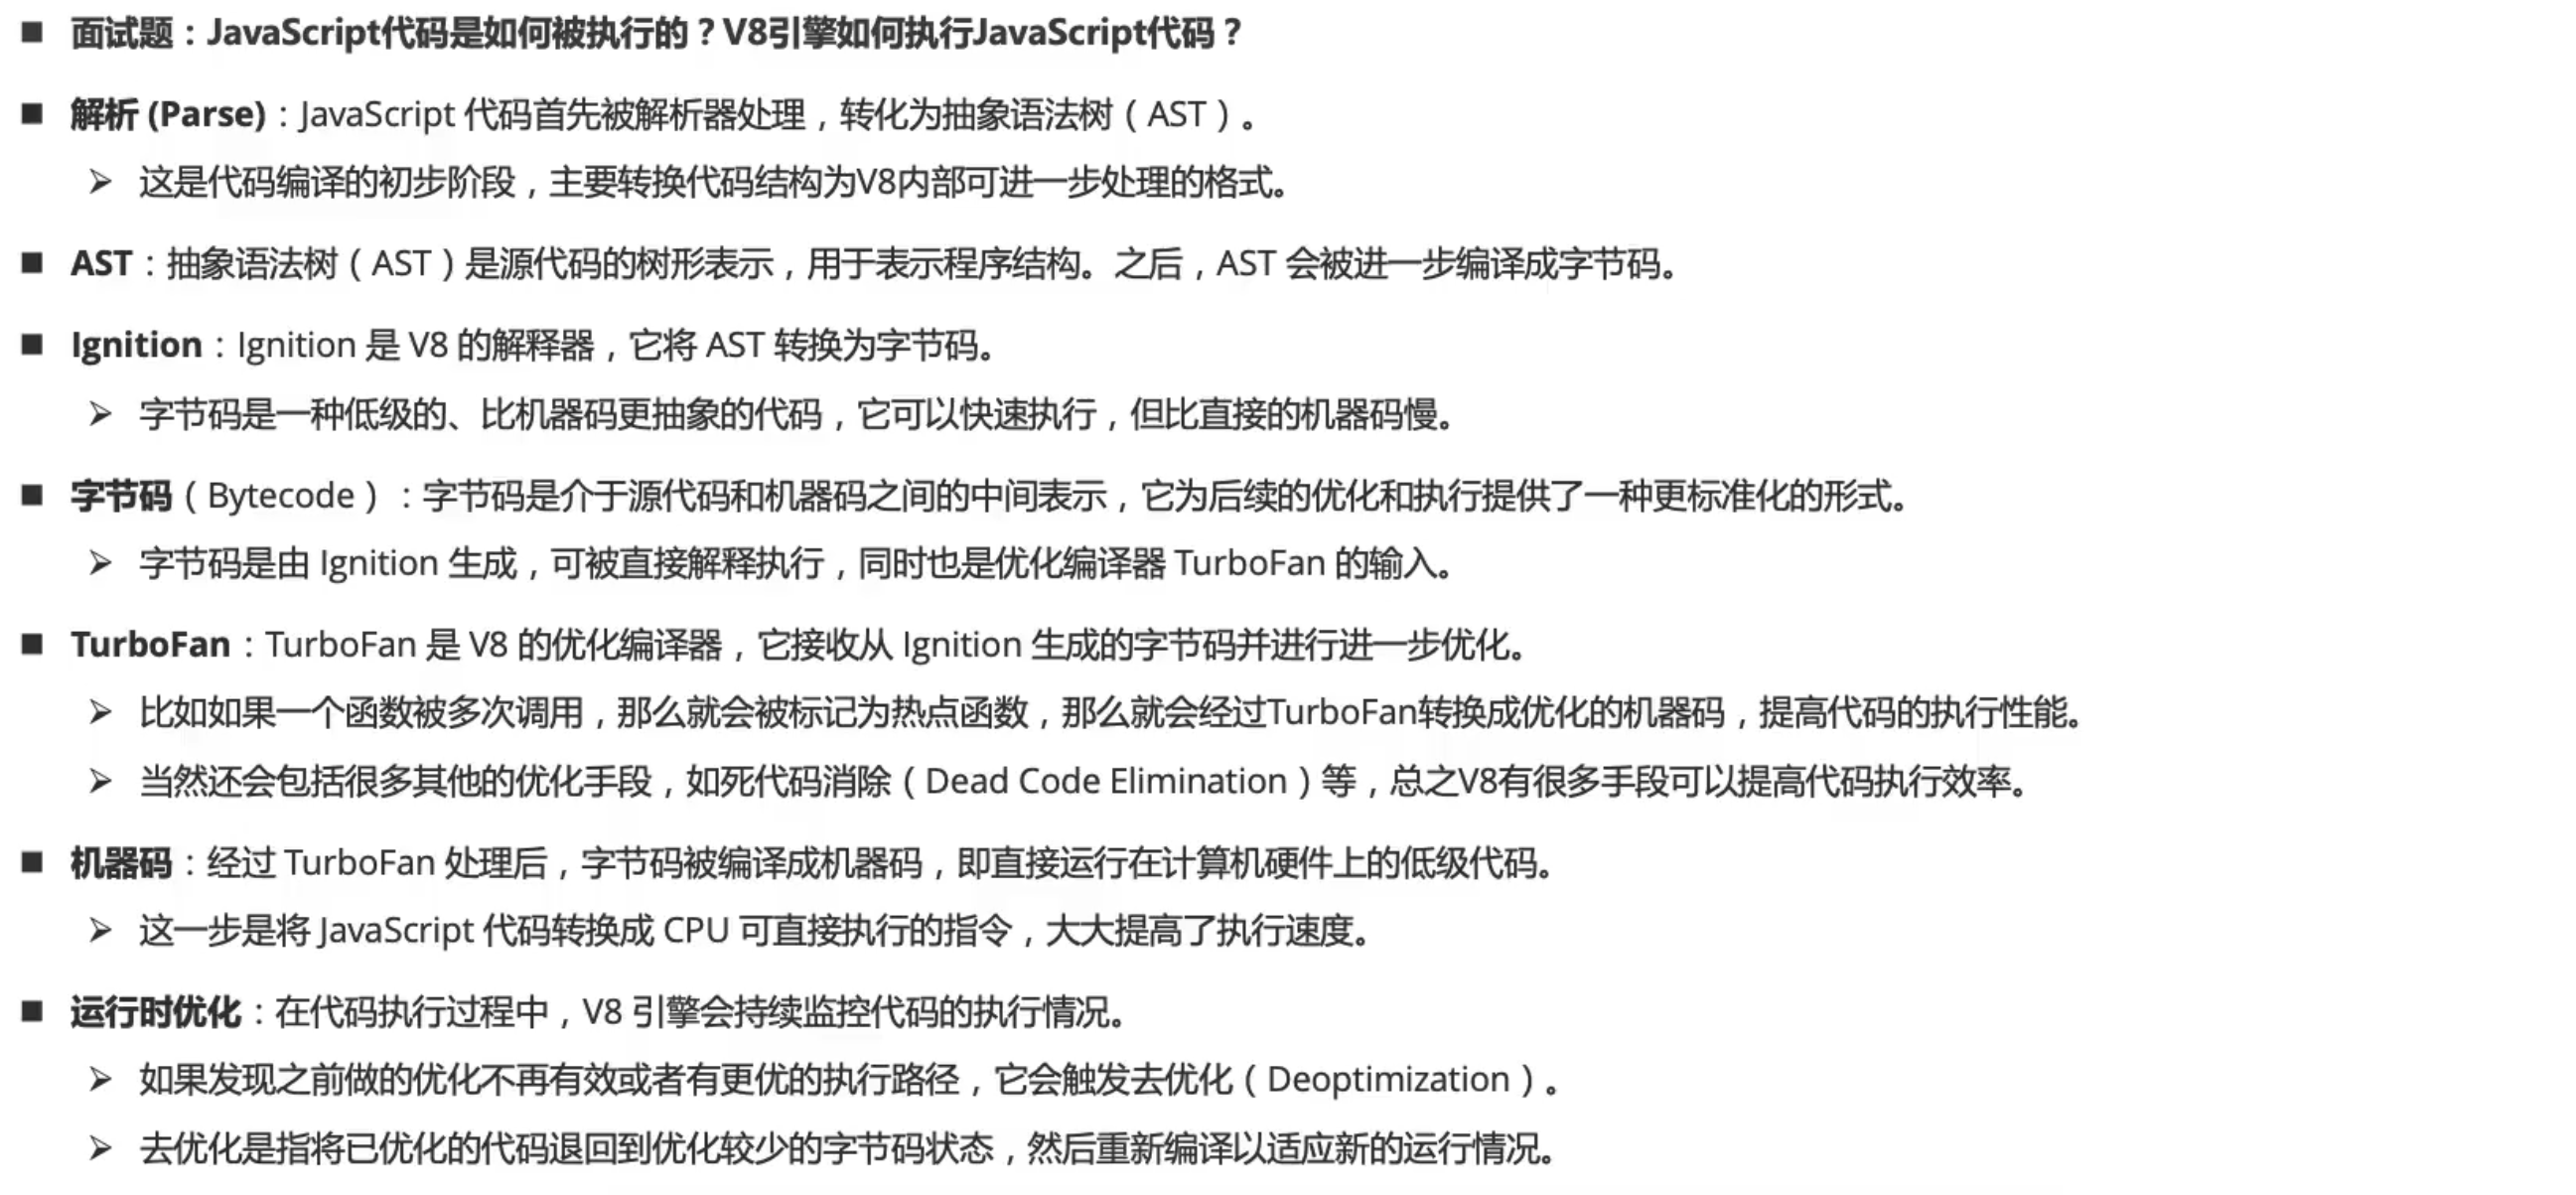 ■ 面试题：JavaScript代码是如何被执行的？V8引擎如何执行JavaScript代码？
■ 解析 (Parse)：JavaScript 代码首先被解析器处理，转化为抽象语法树（AST）。
➢ 这是代码编译的初步阶段，主要转换代码结构为V8内部可进一步处理的格式。
■ AST：抽象语法树（AST）是源代码的树形表示，用于表示程序结构。之后，AST 会被进一步编译成字节码。
■ Ignition：Ignition 是 V8 的解释器，它将 AST 转换为字节码。
➢ 字节码是一种低级的、比机器码更抽象的代码，它可以快速执行，但比直接的机器码慢。
■ 字节码（Bytecode）：字节码是介于源代码和机器码之间的中间表示，它为后续的优化和执行提供了一种更标准化的形式。
➢ 字节码是由 Ignition 生成，可被直接解释执行，同时也是优化编译器 TurboFan 的输入。
■ TurboFan：TurboFan 是 V8 的优化编译器，它接收从 Ignition 生成的字节码并进行进一步优化。
➢ 比如如果一个函数被多次调用，那么就会被标记为热点函数，那么就会经过TurboFan转换成优化的机器码，提高代码的执行性能。
➢ 当然还会包括很多其他的优化手段，如死代码消除（Dead Code Elimination）等，总之V8有很多手段可以提高代码执行效率。
■ 机器码：经过 TurboFan 处理后，字节码被编译成机器码，即直接运行在计算机硬件上的低级代码。
➢ 这一步是将 JavaScript 代码转换成 CPU 可直接执行的指令，大大提高了执行速度。
■ 运行时优化：在代码执行过程中，V8 引擎会持续监控代码的执行情况。
➢ 如果发现之前做的优化不再有效或者有更优的执行路径，它会触发去优化（Deoptimization）。
➢ 去优化是指将已优化的代码退回到优化较少的字节码状态，然后重新编译以适应新的运行情况。